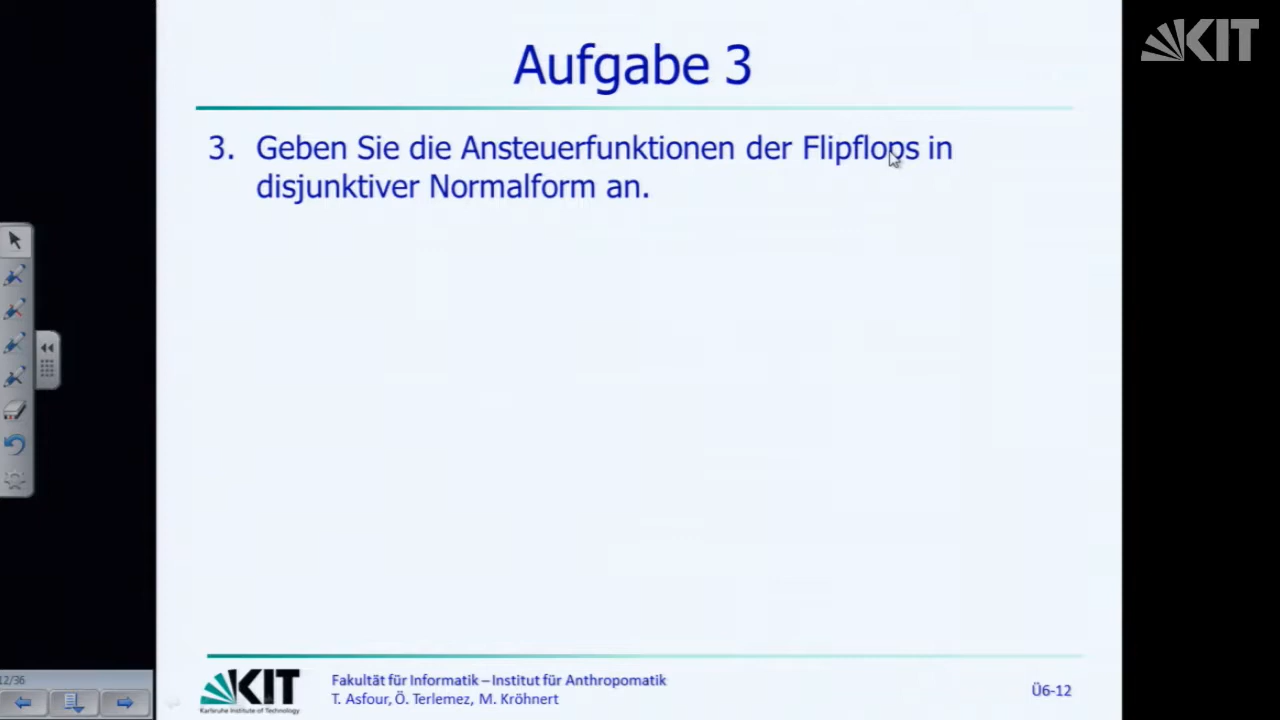 KIT
Aufgabe 3
3. Geben Sie die Ansteuerfunktionen der Flipflops in
disjunktiver Normalform an.
12/36
KIT
Karlsruhe Institute of Technology
Fakultät für Informatik – Institut für Anthropomatik
T. Asfour, Ö. Terlemez, M. Kröhnert
Ü6-12